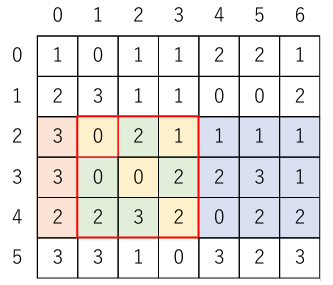 0 1 2 3 4 5 6
0 1 0 1 1 2 2 1
1 2 3 1 1 0 0 2
2 3 0 2 1 1 1 1
3 3 0 0 2 2 3 1
4 2 2 3 2 0 2 2
5 3 3 1 0 3 2 3